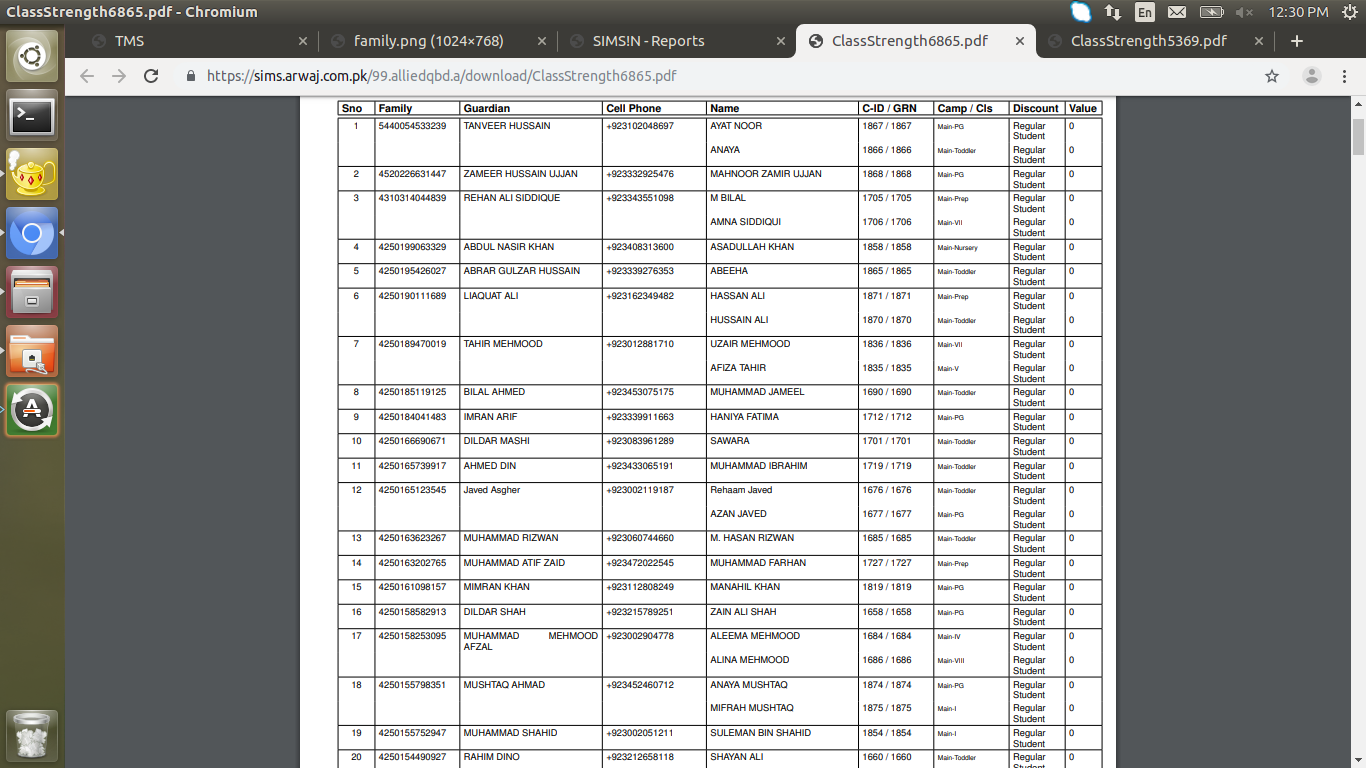 ClassStrength6865.pdf - Chromium
En
12:30 PM
TMS
family.png (1024×768)
SIMS!N - Reports
ClassStrength6865.pdf
ClassStrength5369.pdf
https://sims.arwaj.com.pk/99.alliedqbd.a/download/ClassStrength6865.pdf
Sno Family Guardian Cell Phone Name C-ID / GRN Camp / Cls Discount Value
1 5440054533239 TANVEER HUSSAIN +923102048697 AYAT NOOR 1867 / 1867 Main-PG Regular 0
Student
ANAYA 1866 / 1866 Main-Toddler Regular 0
Student
2 4520226631447 ZAMEER HUSSAIN UJJAN +923332925476 MAHNOOR ZAMIR UJJAN 1868 / 1868 Main-PG Regular 0
Student
3 4310314044839 REHAN ALI SIDDIQUE +923343551098 M BILAL 1705 / 1705 Main-Prep Regular 0
Student
AMNA SIDDIQUI 1706 / 1706 Main-VII Regular 0
Student
4 4250199063329 ABDUL NASIR KHAN +923408313600 ASADULLAH KHAN 1858 / 1858 Main-Nursery Regular 0
Student
5 4250195426027 ABRAR GULZAR HUSSAIN +923339276353 ABEEHA 1865 / 1865 Main-Toddler Regular 0
Student
6 4250190111689 LIAQUAT ALI +923162349482 HASSAN ALI 1871 / 1871 Main-Prep Regular 0
Student
HUSSAIN ALI 1870 / 1870 Main-Toddler Regular 0
Student
7 4250189470019 TAHIR MEHMOOD +923012881710 UZAIR MEHMOOD 1836 / 1836 Main-VII Regular 0
Student
AFIZA TAHIR 1835 / 1835 Main-V Regular 0
Student
8 4250185119125 BILAL AHMED +923453075175 MUHAMMAD JAMEEL 1690 / 1690 Main-Toddler Regular 0
Student
9 4250184041483 IMRAN ARIF +923339911663 HANIYA FATIMA 1712 / 1712 Main-PG Regular 0
Student
10 4250166690671 DILDAR MASHI +923083961289 SAWARA 1701 / 1701 Main-Toddler Regular 0
Student
11 4250165739917 AHMED DIN +923433065191 MUHAMMAD IBRAHIM 1719 / 1719 Main-Toddler Regular 0
Student
12 4250165123545 Javed Asgher +923002119187 Rehaam Javed 1676 / 1676 Main-Toddler Regular 0
Student
AZAN JAVED 1677 / 1677 Main-PG Regular 0
Student
13 4250163623267 MUHAMMAD RIZWAN +923060744660 M. HASAN RIZWAN 1685 / 1685 Main-Toddler Regular 0
Student
14 4250163202765 MUHAMMAD ATIF ZAID +923472022545 MUHAMMAD FARHAN 1727 / 1727 Main-Prep Regular 0
Student
15 4250161098157 MIMRAN KHAN +923112808249 MANAHIL KHAN 1819 / 1819 Main-PG Regular 0
Student
16 4250158582913 DILDAR SHAH +923215789251 ZAIN ALI SHAH 1658 / 1658 Main-PG Regular 0
Student
17 4250158253095 MUHAMMAD MEHMOOD +923002904778 ALEEMA MEHMOOD 1684 / 1684 Main-IV Regular 0
AFZAL Student
ALINA MEHMOOD 1686 / 1686 Main-VIII Regular 0
Student
18 4250155798351 MUSHTAQ AHMAD +923452460712 ANAYA MUSHTAQ 1874 / 1874 Main-PG Regular 0
Student
MIFRAH MUSHTAQ 1875 / 1875 Main-I Regular 0
Student
19 4250155752947 MUHAMMAD SHAHID +923002051211 SULEMAN BIN SHAHID 1854 / 1854 Main-I Regular 0
Student
20 4250154490927 RAHIM DINO +923212658118 SHAYAN ALI 1660 / 1660 Main-Toddler Regular 0